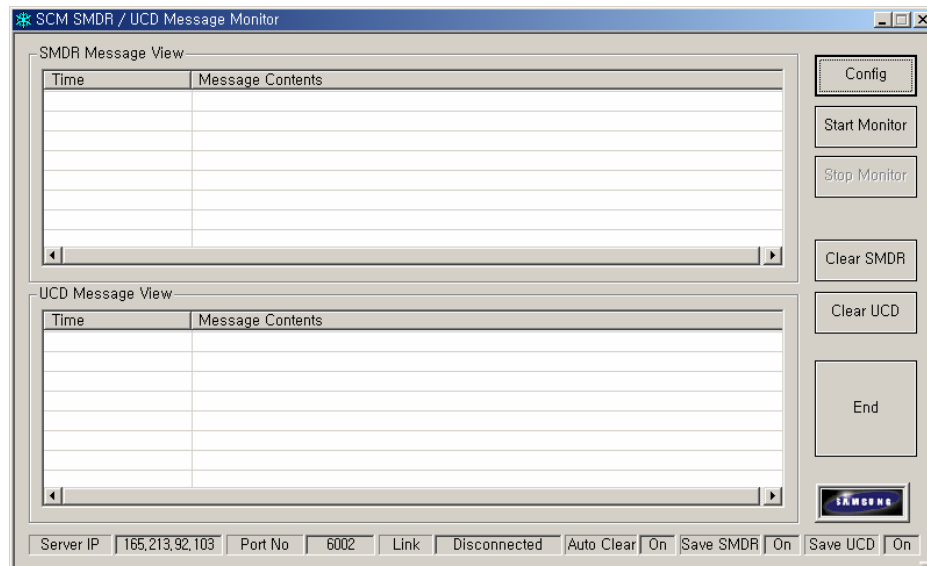 SCM SMDR / UCD Message Monitor
SMDR Message View
Time Message Contents
Config
Start Monitor
Stop Monitor
Clear SMDR
UCD Message View
Time Message Contents
Clear UCD
End
SAMSUNG
Server IP 165,213,92,103 Port No 6002 Link Disconnected Auto Clear On Save SMDR On Save UCD On